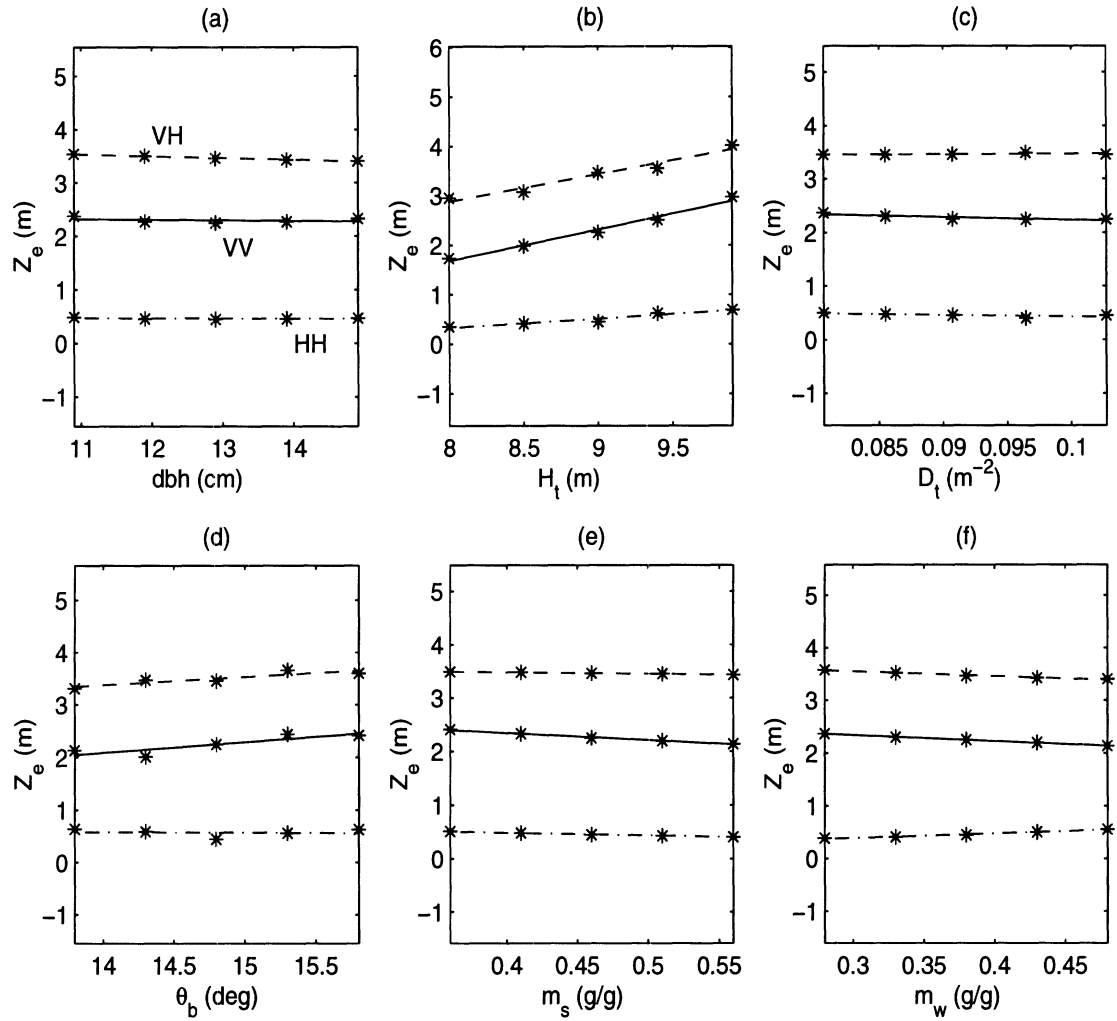 (a)
5
4
3
2
1
0
−1
Z_e (m)
VH
VV
HH
11 12 13 14
dbh (cm)
(b)
6
5
4
3
2
1
0
−1
Z_e (m)
8 8.5 9 9.5
H_t (m)
(c)
5
4
3
2
1
0
−1
Z_e (m)
0.085 0.09 0.095 0.1
D_t (m⁻²)
(d)
5
4
3
2
1
0
−1
Z_e (m)
14 14.5 15 15.5
θ_b (deg)
(e)
5
4
3
2
1
0
−1
Z_e (m)
0.4 0.45 0.5 0.55
m_s (g/g)
(f)
5
4
3
2
1
0
−1
Z_e (m)
0.3 0.35 0.4 0.45
m_w (g/g)